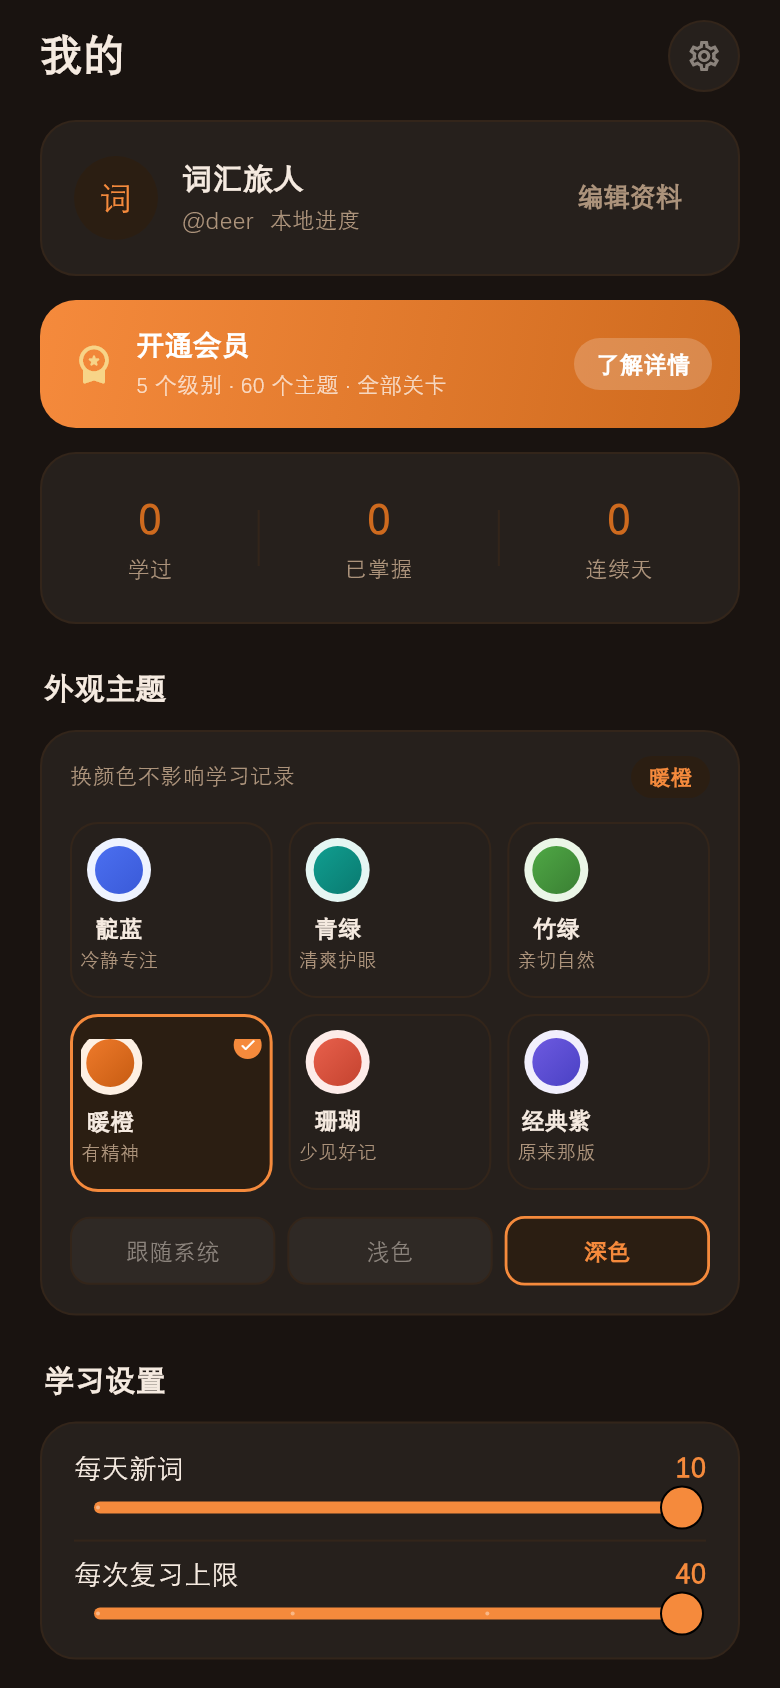 我的
词
词汇旅人
@deer 本地进度
编辑资料
开通会员
5 个级别 · 60 个主题 · 全部关卡
了解详情
0
0
0
学过
已掌握
连续天
外观主题
换颜色不影响学习记录
暖橙
靛蓝
青绿
竹绿
冷静专注
清爽护眼
亲切自然
暖橙
珊瑚
经典紫
有精神
少见好记
原来那版
跟随系统
浅色
深色
学习设置
每天新词
10
每次复习上限
40